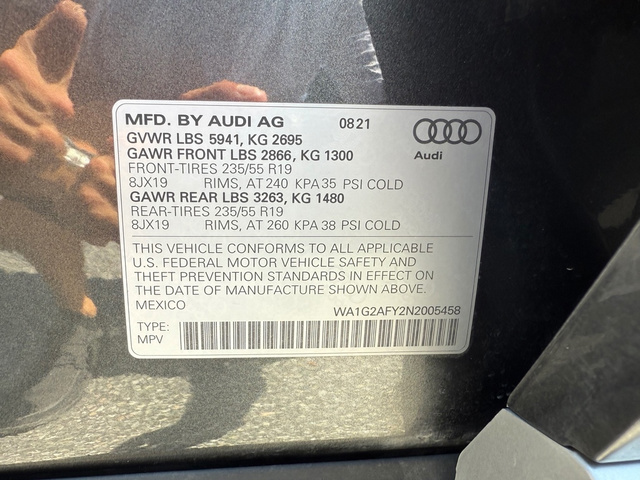 MFD. BY AUDI AG 08 21
GVWR LBS 5941, KG 2695
GAWR FRONT LBS 2866, KG 1300
FRONT-TIRES 235/55 R19
8JX19 RIMS, AT 240 KPA 35 PSI COLD
GAWR REAR LBS 3263, KG 1480
REAR-TIRES 235/55 R19
8JX19 RIMS, AT 260 KPA 38 PSI COLD
Audi
THIS VEHICLE CONFORMS TO ALL APPLICABLE
U.S. FEDERAL MOTOR VEHICLE SAFETY AND
THEFT PREVENTION STANDARDS IN EFFECT ON
THE DATE OF MANUFACTURE SHOWN ABOVE.
MEXICO
WA1G2AFY2N2005458
TYPE:
MPV